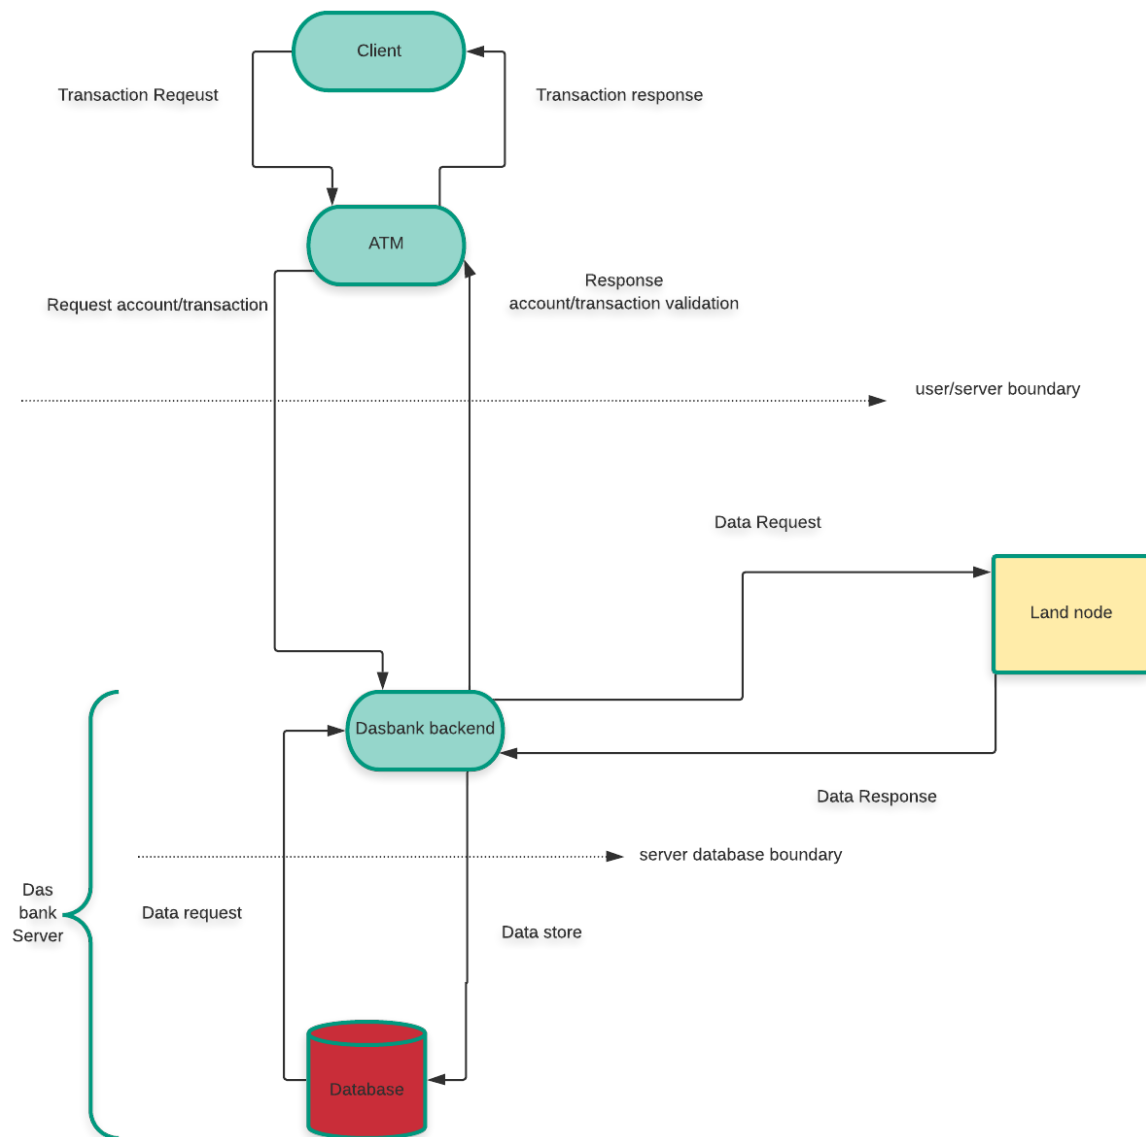 Client
Transaction Reqeust
Transaction response
ATM
Request account/transaction
Response
account/transaction validation
user/server boundary
Data Request
Land node
Dasbank backend
Data Response
server database boundary
Das
bank
Server
Data request
Data store
Database